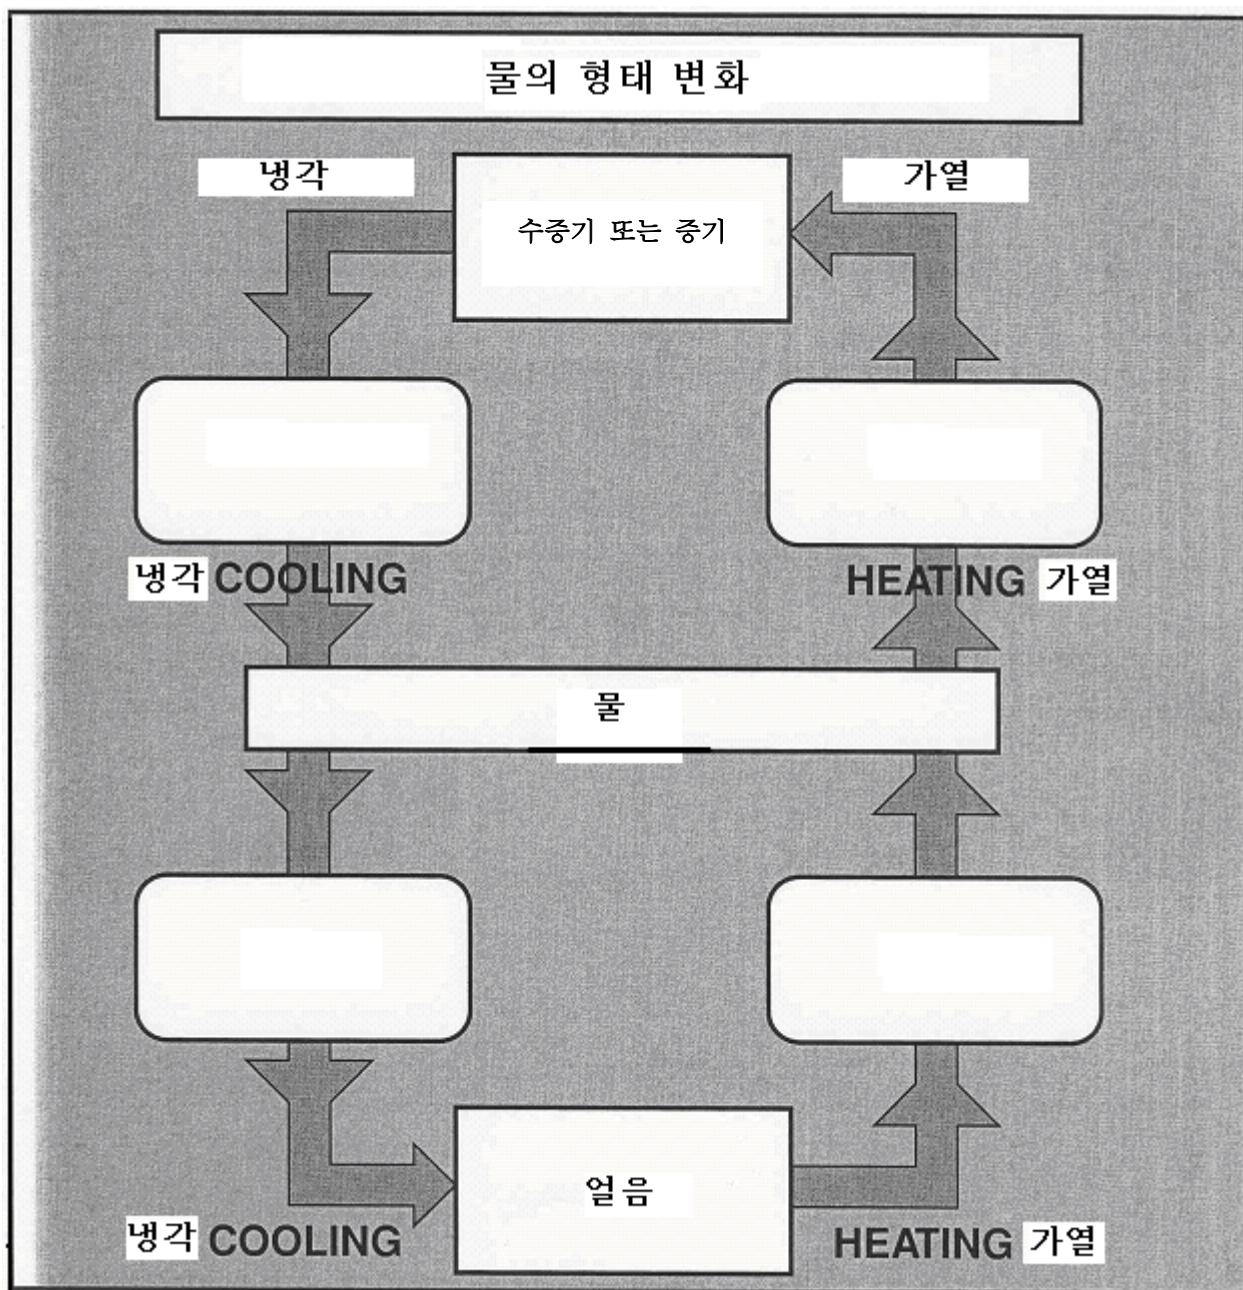 물의 형태 변화
냉각
가열
수증기 또는 증기
냉각 COOLING
HEATING 가열
물
얼음
냉각 COOLING
HEATING 가열